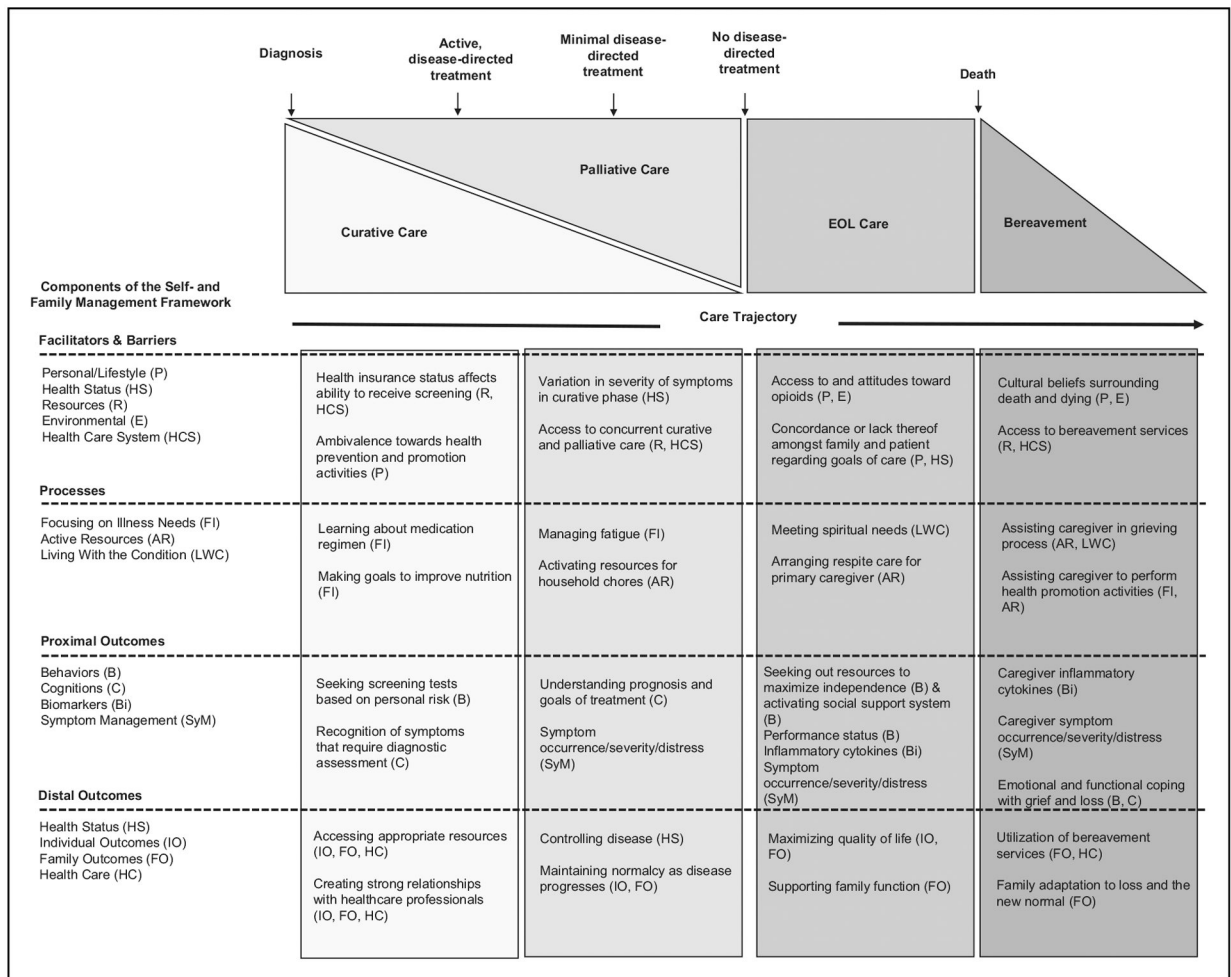 Diagnosis
Active,
disease-directed
treatment
Minimal disease-
directed
treatment
No disease-
directed
treatment
Death
Palliative Care
Curative Care
EOL Care
Bereavement
Components of the Self- and
Family Management Framework
Care Trajectory
Facilitators & Barriers
Personal/Lifestyle (P)
Health Status (HS)
Resources (R)
Environmental (E)
Health Care System (HCS)
Health insurance status affects
ability to receive screening (R,
HCS)
Ambivalence towards health
prevention and promotion
activities (P)
Variation in severity of symptoms
in curative phase (HS)
Access to concurrent curative
and palliative care (R, HCS)
Access to and attitudes toward
opioids (P, E)
Concordance or lack thereof
amongst family and patient
regarding goals of care (P, HS)
Cultural beliefs surrounding
death and dying (P, E)
Access to bereavement services
(R, HCS)
Processes
Focusing on Illness Needs (FI)
Active Resources (AR)
Living With the Condition (LWC)
Learning about medication
regimen (FI)
Making goals to improve nutrition
(FI)
Managing fatigue (FI)
Activating resources for
household chores (AR)
Meeting spiritual needs (LWC)
Arranging respite care for
primary caregiver (AR)
Assisting caregiver in grieving
process (AR, LWC)
Assisting caregiver to perform
health promotion activities (FI,
AR)
Proximal Outcomes
Behaviors (B)
Cognitions (C)
Biomarkers (Bi)
Symptom Management (SyM)
Seeking screening tests
based on personal risk (B)
Recognition of symptoms
that require diagnostic
assessment (C)
Understanding prognosis and
goals of treatment (C)
Symptom
occurrence/severity/distress
(SyM)
Seeking out resources to
maximize independence (B) &
activating social support system
(B)
Performance status (B)
Inflammatory cytokines (Bi)
Symptom
occurrence/severity/distress
(SyM)
Caregiver inflammatory
cytokines (Bi)
Caregiver symptom
occurrence/severity/distress
(SyM)
Emotional and functional coping
with grief and loss (B, C)
Distal Outcomes
Health Status (HS)
Individual Outcomes (IO)
Family Outcomes (FO)
Health Care (HC)
Accessing appropriate resources
(IO, FO, HC)
Creating strong relationships
with healthcare professionals
(IO, FO, HC)
Controlling disease (HS)
Maintaining normalcy as disease
progresses (IO, FO)
Maximizing quality of life (IO,
FO)
Supporting family function (FO)
Utilization of bereavement
services (FO, HC)
Family adaptation to loss and the
new normal (FO)